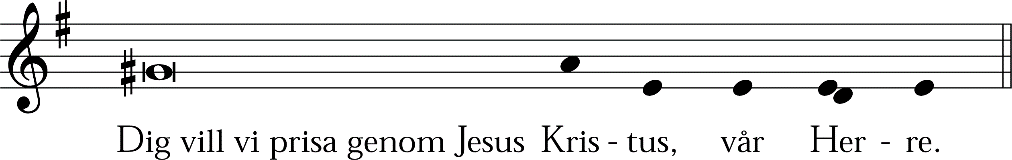 Dig vill vi prisa genom Jesus Kris - tus, vår Her - re.